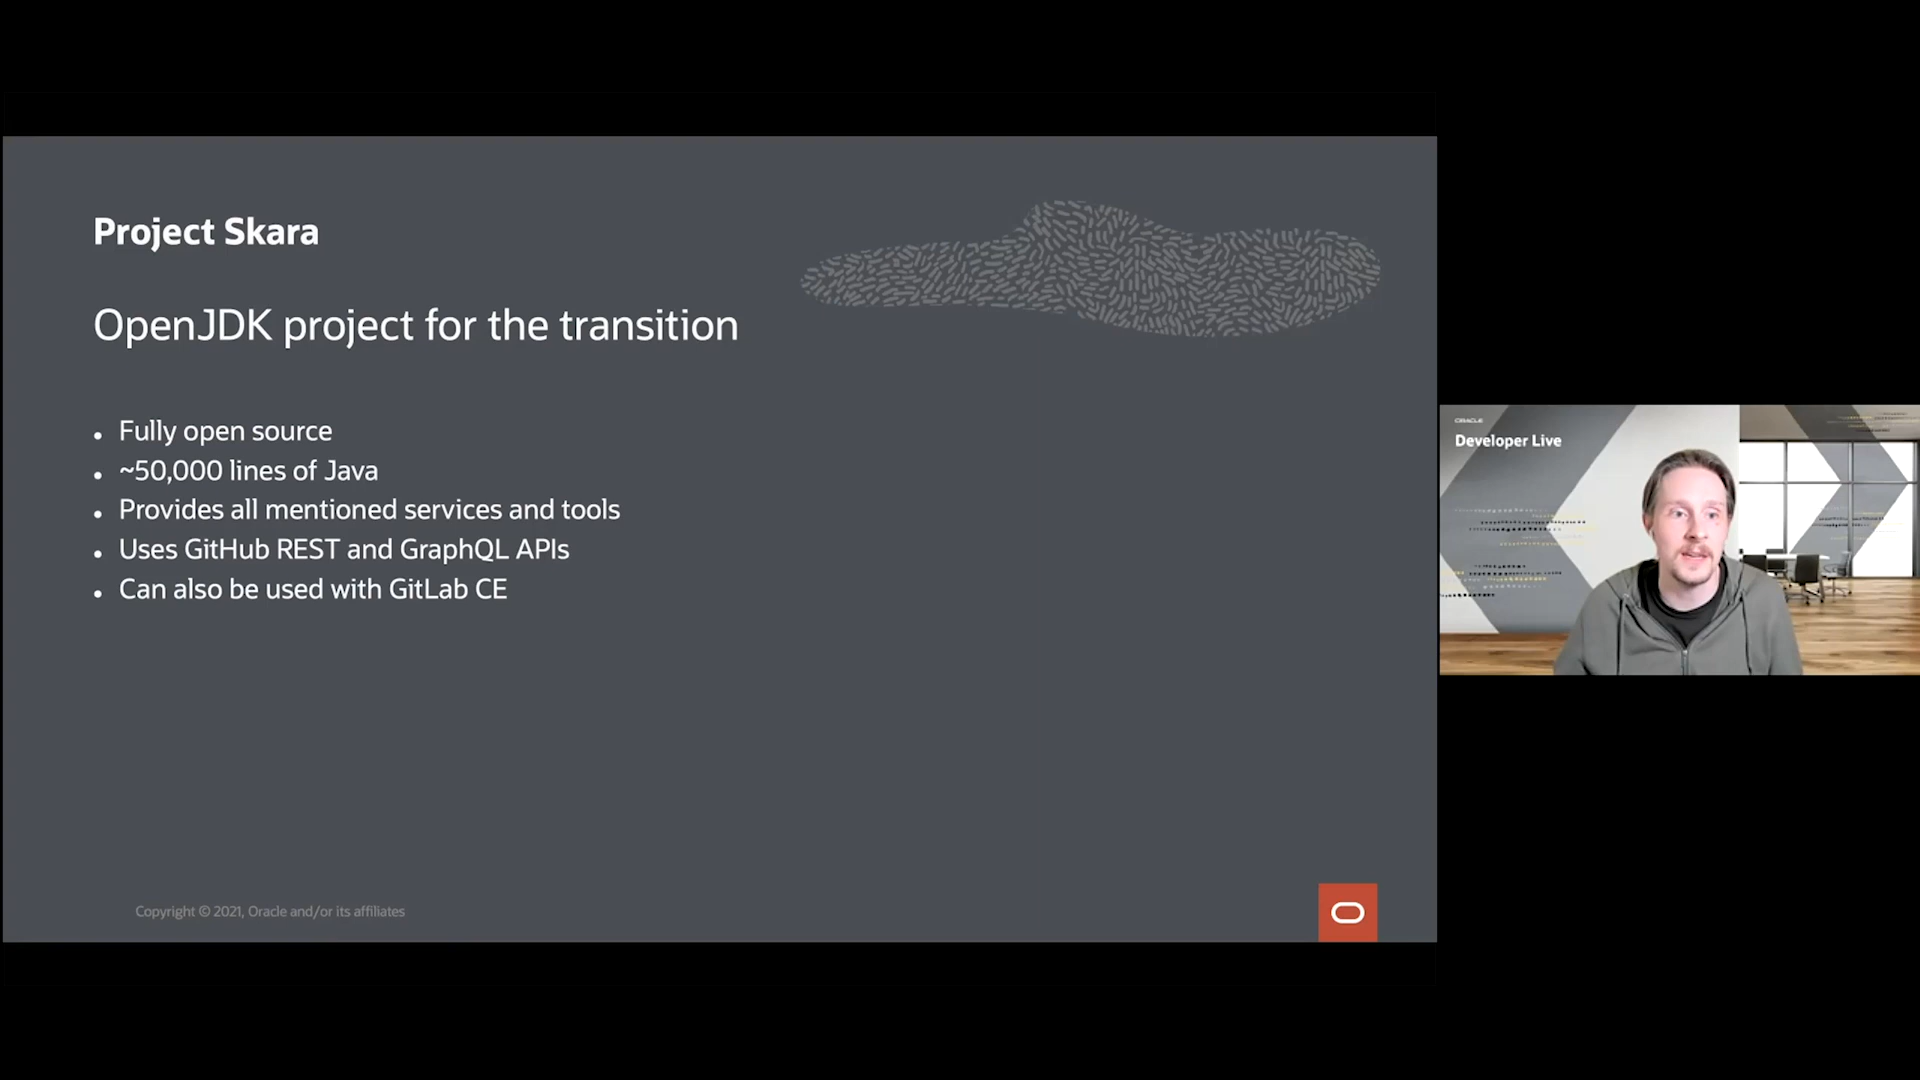 Project Skara
OpenJDK project for the transition
• Fully open source
• ~50,000 lines of Java
• Provides all mentioned services and tools
• Uses GitHub REST and GraphQL APIs
• Can also be used with GitLab CE
Copyright © 2021, Oracle and/or its affiliates
ORACLE
Developer Live